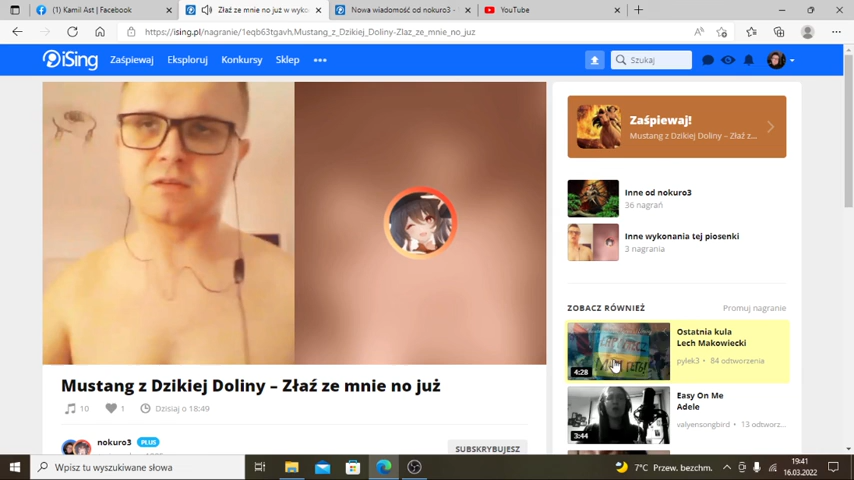 (1) Kamil Ast | Facebook
Złaź ze mnie no już w wyko
Nowa wiadomość od nokuro3 -
YouTube
https://ising.pl/nagranie/1eqb63tgavh.Mustang_z_Dzikiej_Doliny-Zlaz_ze_mnie_no_juz
iSing
Zaśpiewaj
Eksploruj
Konkursy
Sklep
Szukaj
Zaśpiewaj!
Mustang z Dzikiej Doliny – Złaź z...
Inne od nokuro3
36 nagrań
Inne wykonania tej piosenki
3 nagrania
ZOBACZ RÓWNIEŻ
Promuj nagranie
Ostatnia kula
Lech Makowiecki
pylek3 • 84 odtworzenia
4:28
Easy On Me
Adele
valyensongbird • 13 odtworz...
3:44
Mustang z Dzikiej Doliny – Złaź ze mnie no już
10
1
Dzisiaj o 18:49
nokuro3 PLUS
SUBSKRYBUJESZ
Wpisz tu wyszukiwane słowa
7°C Przew. bezchm.
19:41
16.03.2022